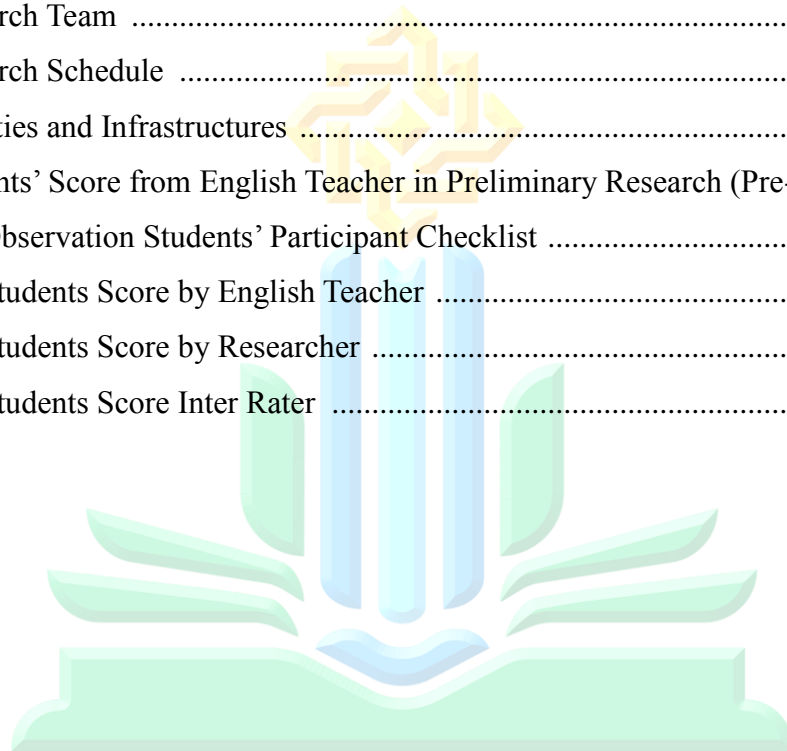 rch Team ................................................................................
rch Schedule ..........................................................................
ties and Infrastructures ...........................................................
nts' Score from English Teacher in Preliminary Research (Pre-
Observation Students' Participant Checklist ..............................
tudents Score by English Teacher ............................................
tudents Score by Researcher ....................................................
tudents Score Inter Rater .........................................................